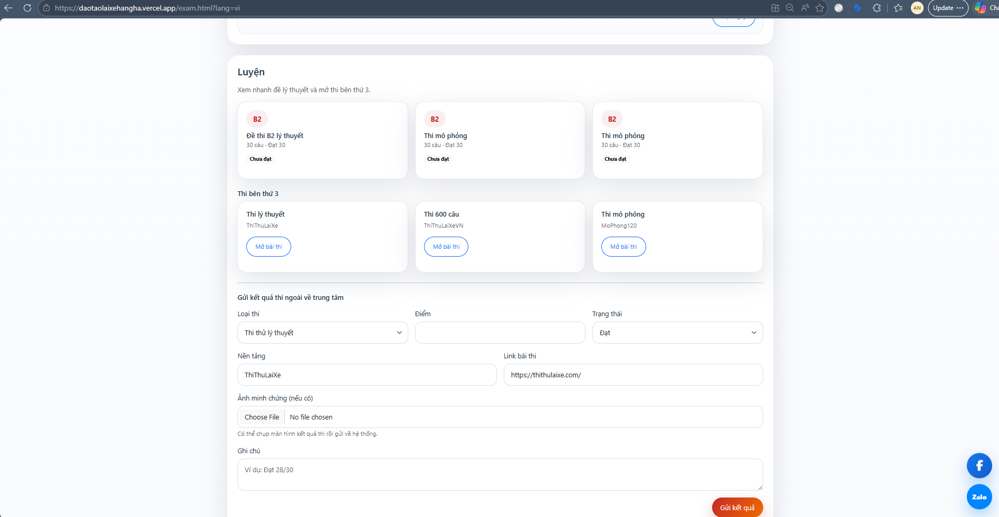 https://daotaolaixehangha.vercel.app/exam.html?lang=vi
AN
Update
Luyện
Xem nhanh đề lý thuyết và mở thi bên thứ 3.
B2
Đề thi B2 lý thuyết
30 câu · Đạt 30
Chưa đạt
B2
Thi mô phỏng
30 câu · Đạt 30
Chưa đạt
B2
Thi mô phỏng
30 câu · Đạt 30
Chưa đạt
Thi bên thứ 3
Thi lý thuyết
ThiThuLaiXe
Mở bài thi
Thi 600 câu
ThiThuLaiXeVN
Mở bài thi
Thi mô phỏng
MoPhong120
Mở bài thi
Gửi kết quả thi ngoài về trung tâm
Loại thi
Thi thử lý thuyết
Điểm
Trạng thái
Đạt
Nền tảng
ThiThuLaiXe
Link bài thi
https://thithulaixe.com/
Ảnh minh chứng (nếu có)
Choose File
No file chosen
Có thể chụp màn hình kết quả thi rồi gửi về hệ thống.
Ghi chú
Ví dụ: Đạt 28/30
Gửi kết quả
Zalo